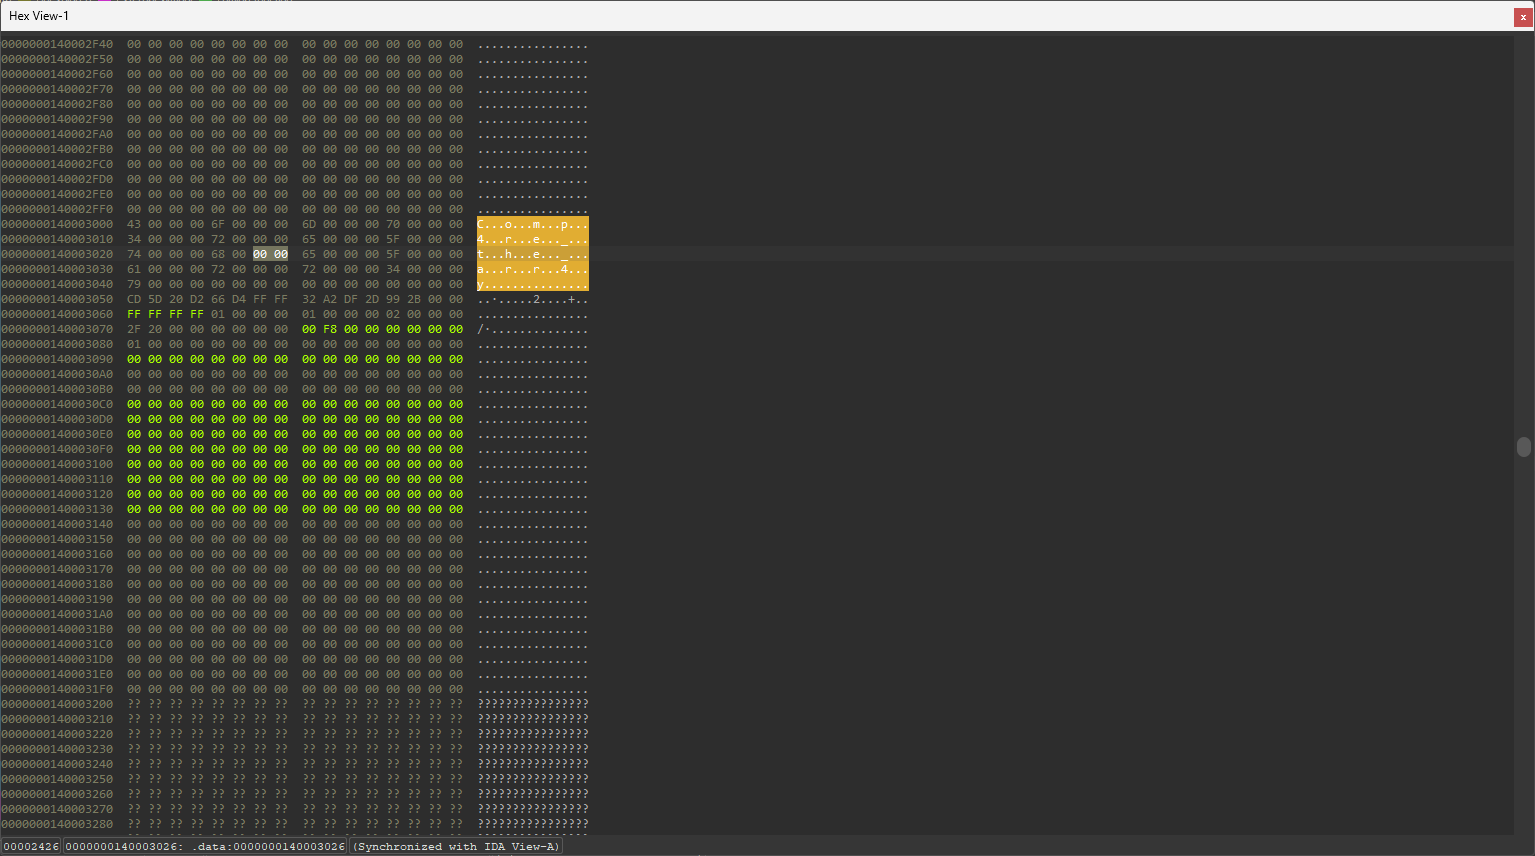 Hex View-1
x
0000000140002F40 00 00 00 00 00 00 00 00 00 00 00 00 00 00 00 00 ................
0000000140002F50 00 00 00 00 00 00 00 00 00 00 00 00 00 00 00 00 ................
0000000140002F60 00 00 00 00 00 00 00 00 00 00 00 00 00 00 00 00 ................
0000000140002F70 00 00 00 00 00 00 00 00 00 00 00 00 00 00 00 00 ................
0000000140002F80 00 00 00 00 00 00 00 00 00 00 00 00 00 00 00 00 ................
0000000140002F90 00 00 00 00 00 00 00 00 00 00 00 00 00 00 00 00 ................
0000000140002FA0 00 00 00 00 00 00 00 00 00 00 00 00 00 00 00 00 ................
0000000140002FB0 00 00 00 00 00 00 00 00 00 00 00 00 00 00 00 00 ................
0000000140002FC0 00 00 00 00 00 00 00 00 00 00 00 00 00 00 00 00 ................
0000000140002FD0 00 00 00 00 00 00 00 00 00 00 00 00 00 00 00 00 ................
0000000140002FE0 00 00 00 00 00 00 00 00 00 00 00 00 00 00 00 00 ................
0000000140002FF0 00 00 00 00 00 00 00 00 00 00 00 00 00 00 00 00 ................
0000000140003000 43 00 00 00 6F 00 00 00 6D 00 00 00 70 00 00 00 C...o...m...p...
0000000140003010 34 00 00 00 72 00 00 00 65 00 00 00 5F 00 00 00 4...r...e..._...
0000000140003020 74 00 00 00 68 00 00 00 65 00 00 00 5F 00 00 00 t...h...e..._...
0000000140003030 61 00 00 00 72 00 00 00 72 00 00 00 34 00 00 00 a...r...r...4...
0000000140003040 79 00 00 00 00 00 00 00 00 00 00 00 00 00 00 00 y...............
0000000140003050 CD 5D 20 D2 66 D4 FF FF 32 A2 DF 2D 99 2B 00 00 ..·.....2....+..
0000000140003060 FF FF FF FF 01 00 00 00 01 00 00 00 02 00 00 00 ................
0000000140003070 2F 20 00 00 00 00 00 00 00 F8 00 00 00 00 00 00 /·..............
0000000140003080 01 00 00 00 00 00 00 00 00 00 00 00 00 00 00 00 ................
0000000140003090 00 00 00 00 00 00 00 00 00 00 00 00 00 00 00 00 ................
00000001400030A0 00 00 00 00 00 00 00 00 00 00 00 00 00 00 00 00 ................
00000001400030B0 00 00 00 00 00 00 00 00 00 00 00 00 00 00 00 00 ................
00000001400030C0 00 00 00 00 00 00 00 00 00 00 00 00 00 00 00 00 ................
00000001400030D0 00 00 00 00 00 00 00 00 00 00 00 00 00 00 00 00 ................
00000001400030E0 00 00 00 00 00 00 00 00 00 00 00 00 00 00 00 00 ................
00000001400030F0 00 00 00 00 00 00 00 00 00 00 00 00 00 00 00 00 ................
0000000140003100 00 00 00 00 00 00 00 00 00 00 00 00 00 00 00 00 ................
0000000140003110 00 00 00 00 00 00 00 00 00 00 00 00 00 00 00 00 ................
0000000140003120 00 00 00 00 00 00 00 00 00 00 00 00 00 00 00 00 ................
0000000140003130 00 00 00 00 00 00 00 00 00 00 00 00 00 00 00 00 ................
0000000140003140 00 00 00 00 00 00 00 00 00 00 00 00 00 00 00 00 ................
0000000140003150 00 00 00 00 00 00 00 00 00 00 00 00 00 00 00 00 ................
0000000140003160 00 00 00 00 00 00 00 00 00 00 00 00 00 00 00 00 ................
0000000140003170 00 00 00 00 00 00 00 00 00 00 00 00 00 00 00 00 ................
0000000140003180 00 00 00 00 00 00 00 00 00 00 00 00 00 00 00 00 ................
0000000140003190 00 00 00 00 00 00 00 00 00 00 00 00 00 00 00 00 ................
00000001400031A0 00 00 00 00 00 00 00 00 00 00 00 00 00 00 00 00 ................
00000001400031B0 00 00 00 00 00 00 00 00 00 00 00 00 00 00 00 00 ................
00000001400031C0 00 00 00 00 00 00 00 00 00 00 00 00 00 00 00 00 ................
00000001400031D0 00 00 00 00 00 00 00 00 00 00 00 00 00 00 00 00 ................
00000001400031E0 00 00 00 00 00 00 00 00 00 00 00 00 00 00 00 00 ................
00000001400031F0 00 00 00 00 00 00 00 00 00 00 00 00 00 00 00 00 ................
0000000140003200 ?? ?? ?? ?? ?? ?? ?? ?? ?? ?? ?? ?? ?? ?? ?? ?? ????????????????
0000000140003210 ?? ?? ?? ?? ?? ?? ?? ?? ?? ?? ?? ?? ?? ?? ?? ?? ????????????????
0000000140003220 ?? ?? ?? ?? ?? ?? ?? ?? ?? ?? ?? ?? ?? ?? ?? ?? ????????????????
0000000140003230 ?? ?? ?? ?? ?? ?? ?? ?? ?? ?? ?? ?? ?? ?? ?? ?? ????????????????
0000000140003240 ?? ?? ?? ?? ?? ?? ?? ?? ?? ?? ?? ?? ?? ?? ?? ?? ????????????????
0000000140003250 ?? ?? ?? ?? ?? ?? ?? ?? ?? ?? ?? ?? ?? ?? ?? ?? ????????????????
0000000140003260 ?? ?? ?? ?? ?? ?? ?? ?? ?? ?? ?? ?? ?? ?? ?? ?? ????????????????
0000000140003270 ?? ?? ?? ?? ?? ?? ?? ?? ?? ?? ?? ?? ?? ?? ?? ?? ????????????????
0000000140003280 ?? ?? ?? ?? ?? ?? ?? ?? ?? ?? ?? ?? ?? ?? ?? ?? ????????????????
00002426 0000000140003026: .data:0000000140003026 (Synchronized with IDA View-A)